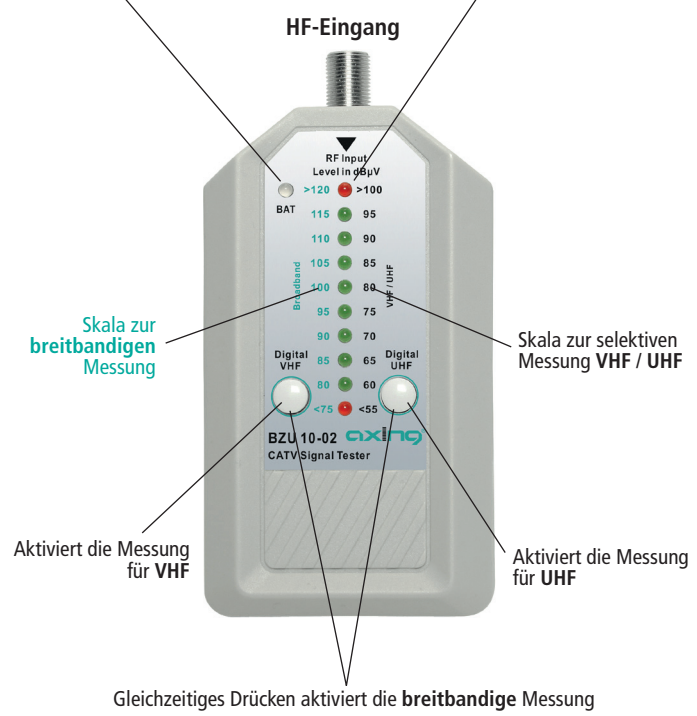 HF-Eingang
RF Input
Level in dBµV
>120 >100
BAT
115 95
110 90
105 85
Broadband
100 80
VHF / UHF
95 75
90 70
Digital
VHF
85 65
Digital
UHF
80 60
<75 <55
BZU 10-02 axing
CATV Signal Tester
Skala zur
breitbandigen
Messung
Skala zur selektiven
Messung VHF / UHF
Aktiviert die Messung
für VHF
Aktiviert die Messung
für UHF
Gleichzeitiges Drücken aktiviert die breitbandige Messung